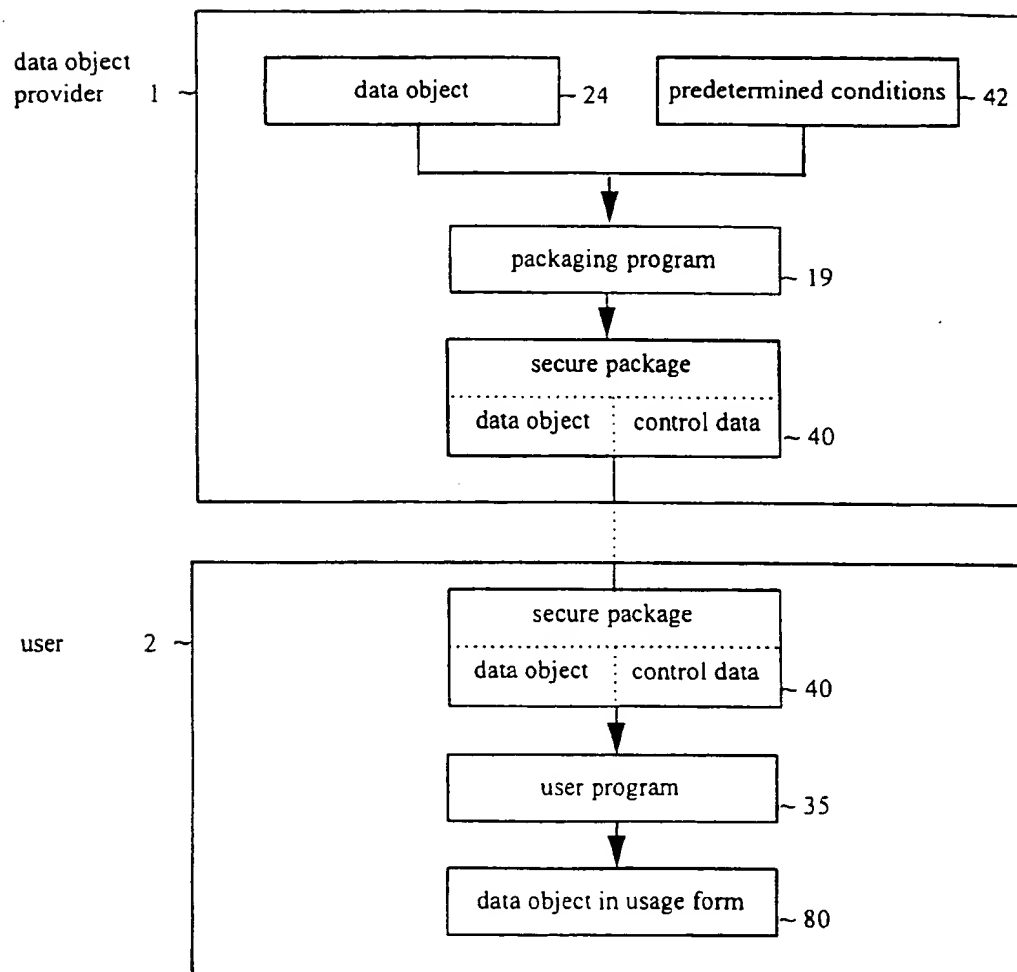 data object
provider 1 ~
data object ~ 24
predetermined conditions ~ 42
packaging program ~ 19
secure package
data object control data ~ 40
user 2 ~
secure package
data object control data ~ 40
user program ~ 35
data object in usage form ~ 80